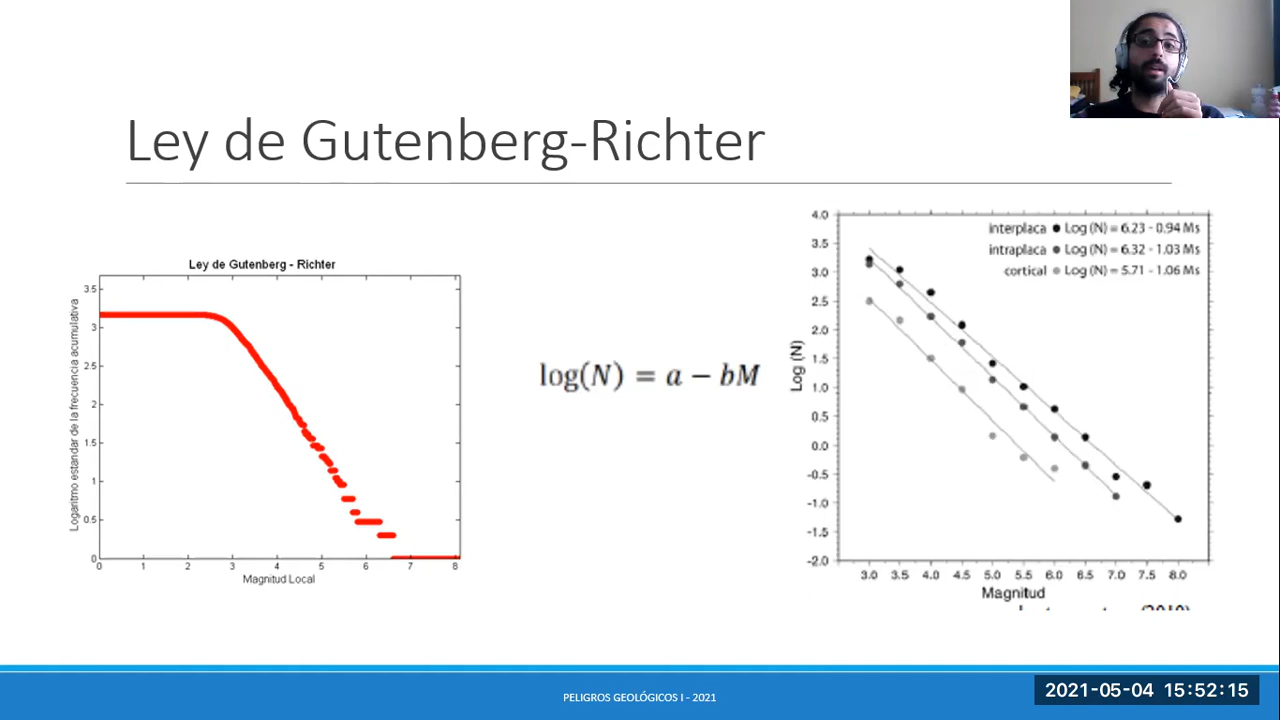 Ley de Gutenberg-Richter
Ley de Gutenberg - Richter
Logaritmo estandar de la frecuencia acumulativa
3.5
3
2.5
2
1.5
1
0.5
0
0 1 2 3 4 5 6 7 8
Magnitud Local
log(N) = a − bM
interplaca ● Log (N) = 6.23 - 0.94 Ms
intraplaca ● Log (N) = 6.32 - 1.03 Ms
cortical ● Log (N) = 5.71 - 1.06 Ms
Log (N)
4.0
3.5
3.0
2.5
2.0
1.5
1.0
0.5
0.0
-0.5
-1.0
-1.5
-2.0
3.0 3.5 4.0 4.5 5.0 5.5 6.0 6.5 7.0 7.5 8.0
Magnitud
PELIGROS GEOLÓGICOS I - 2021
2021-05-04 15:52:15